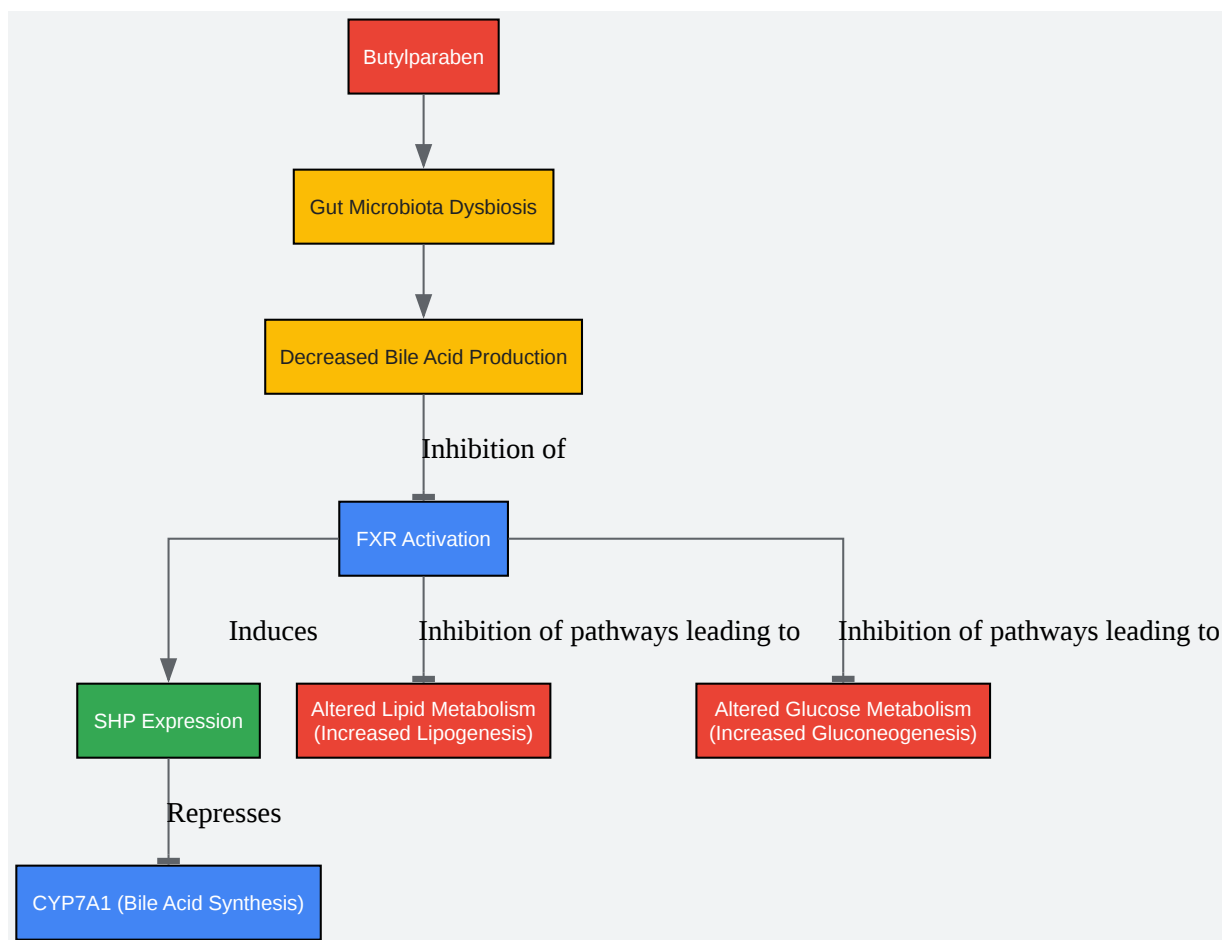 Butylparaben
Gut Microbiota Dysbiosis
Decreased Bile Acid Production
Inhibition of
FXR Activation
Induces
Inhibition of pathways leading to
Inhibition of pathways leading to
SHP Expression
Altered Lipid Metabolism
(Increased Lipogenesis)
Altered Glucose Metabolism
(Increased Gluconeogenesis)
Represses
CYP7A1 (Bile Acid Synthesis)